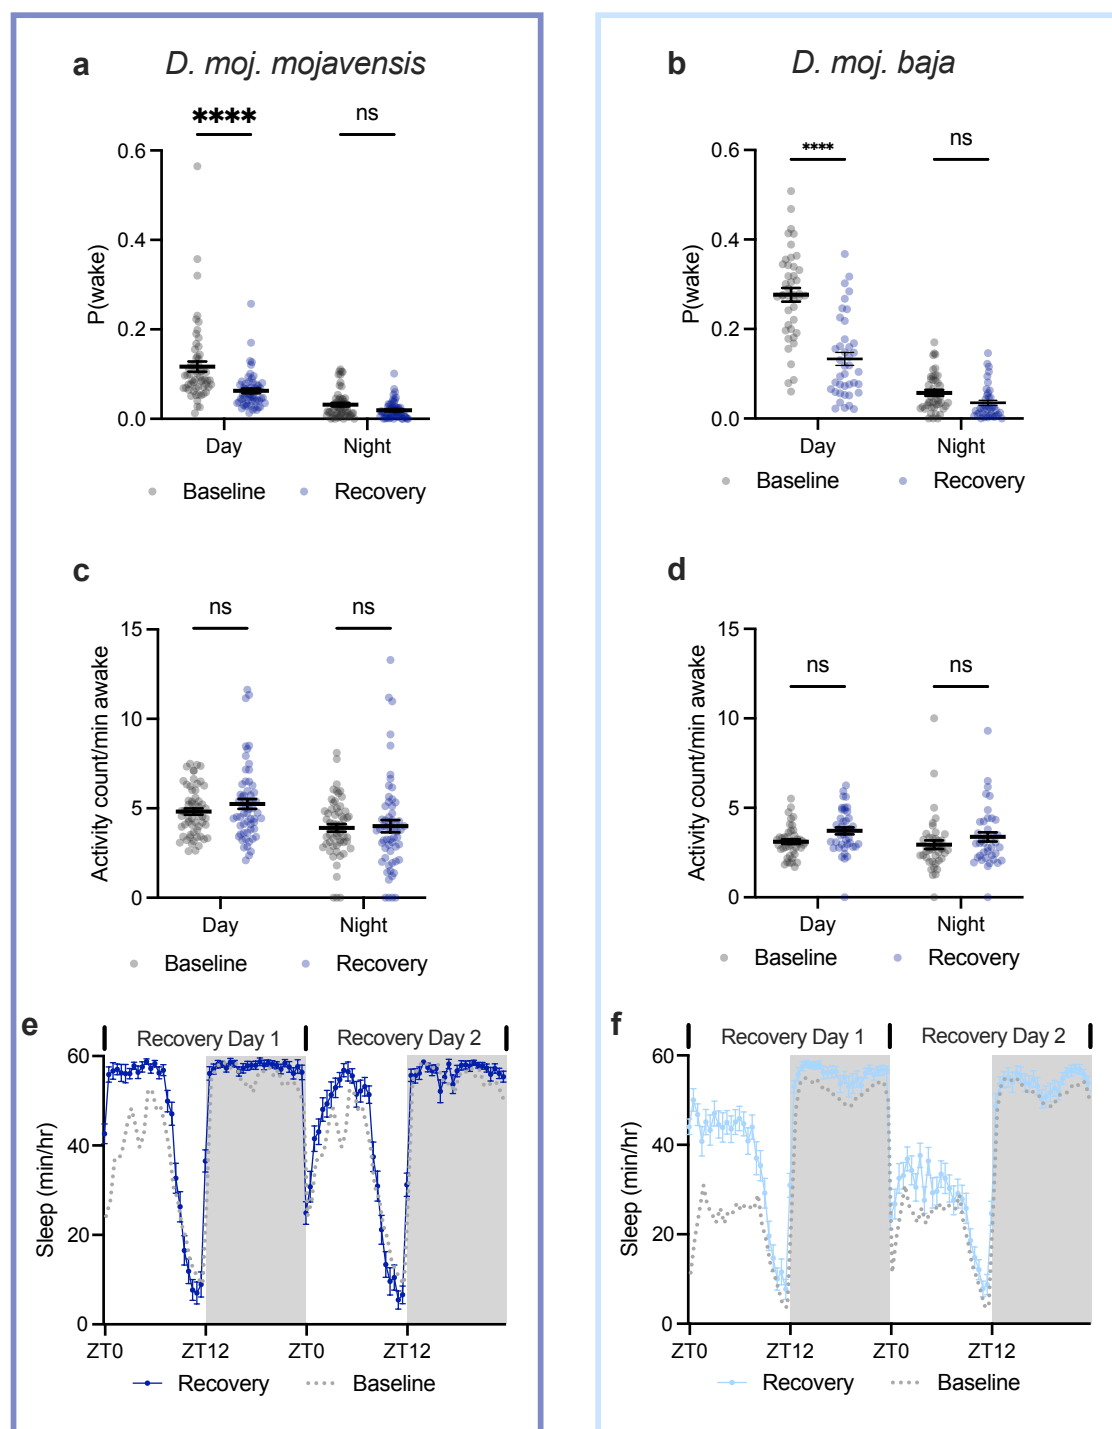 a
D. moj. mojavensis
****
ns
0.6
0.4
0.2
0.0
P(wake)
Day
Night
Baseline
Recovery
b
D. moj. baja
****
ns
0.6
0.4
0.2
0.0
P(wake)
Day
Night
Baseline
Recovery
c
ns
ns
15
10
5
0
Activity count/min awake
Day
Night
Baseline
Recovery
d
ns
ns
15
10
5
0
Activity count/min awake
Day
Night
Baseline
Recovery
e
Recovery Day 1
Recovery Day 2
60
40
20
0
Sleep (min/hr)
ZT0
ZT12
ZT0
ZT12
Recovery
Baseline
f
Recovery Day 1
Recovery Day 2
60
40
20
0
Sleep (min/hr)
ZT0
ZT12
ZT0
ZT12
Recovery
Baseline